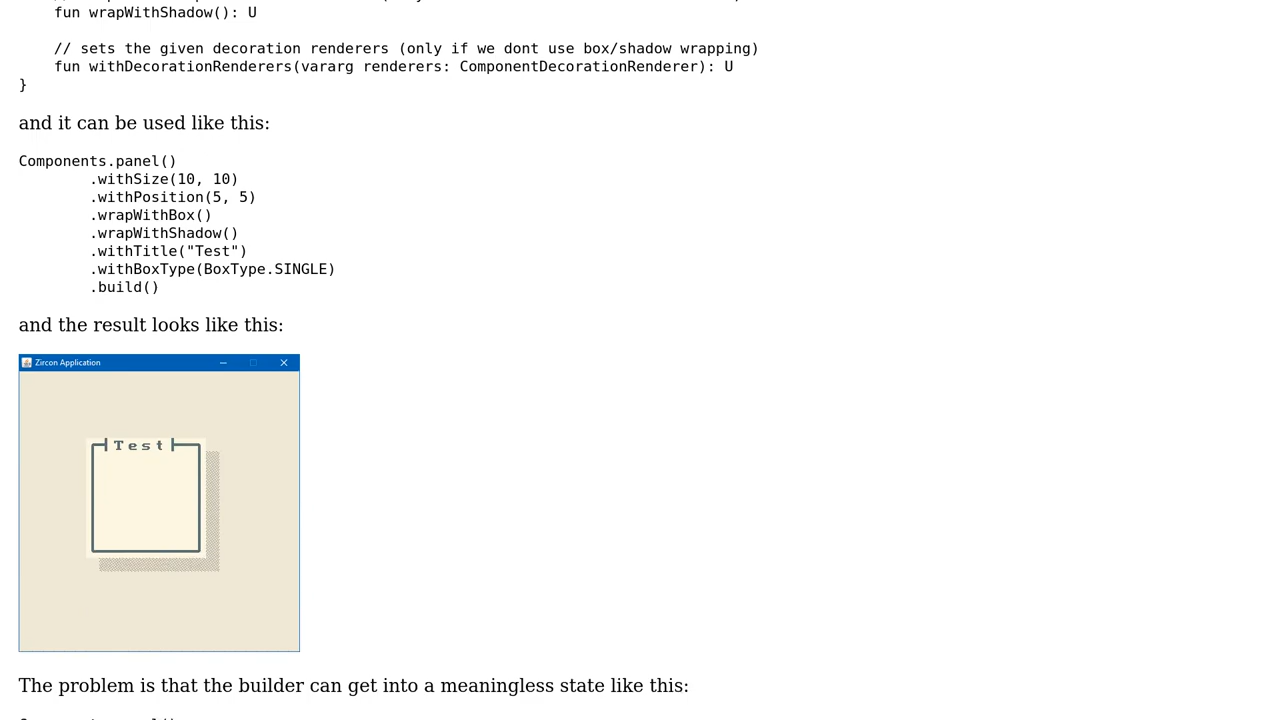 fun wrapWithShadow(): U
// sets the given decoration renderers (only if we dont use box/shadow wrapping)
fun withDecorationRenderers(vararg renderers: ComponentDecorationRenderer): U
}
and it can be used like this:
Components.panel()
.withSize(10, 10)
.withPosition(5, 5)
.wrapWithBox()
.wrapWithShadow()
.withTitle("Test")
.withBoxType(BoxType.SINGLE)
.build()
and the result looks like this:
Zircon Application
Test
The problem is that the builder can get into a meaningless state like this: